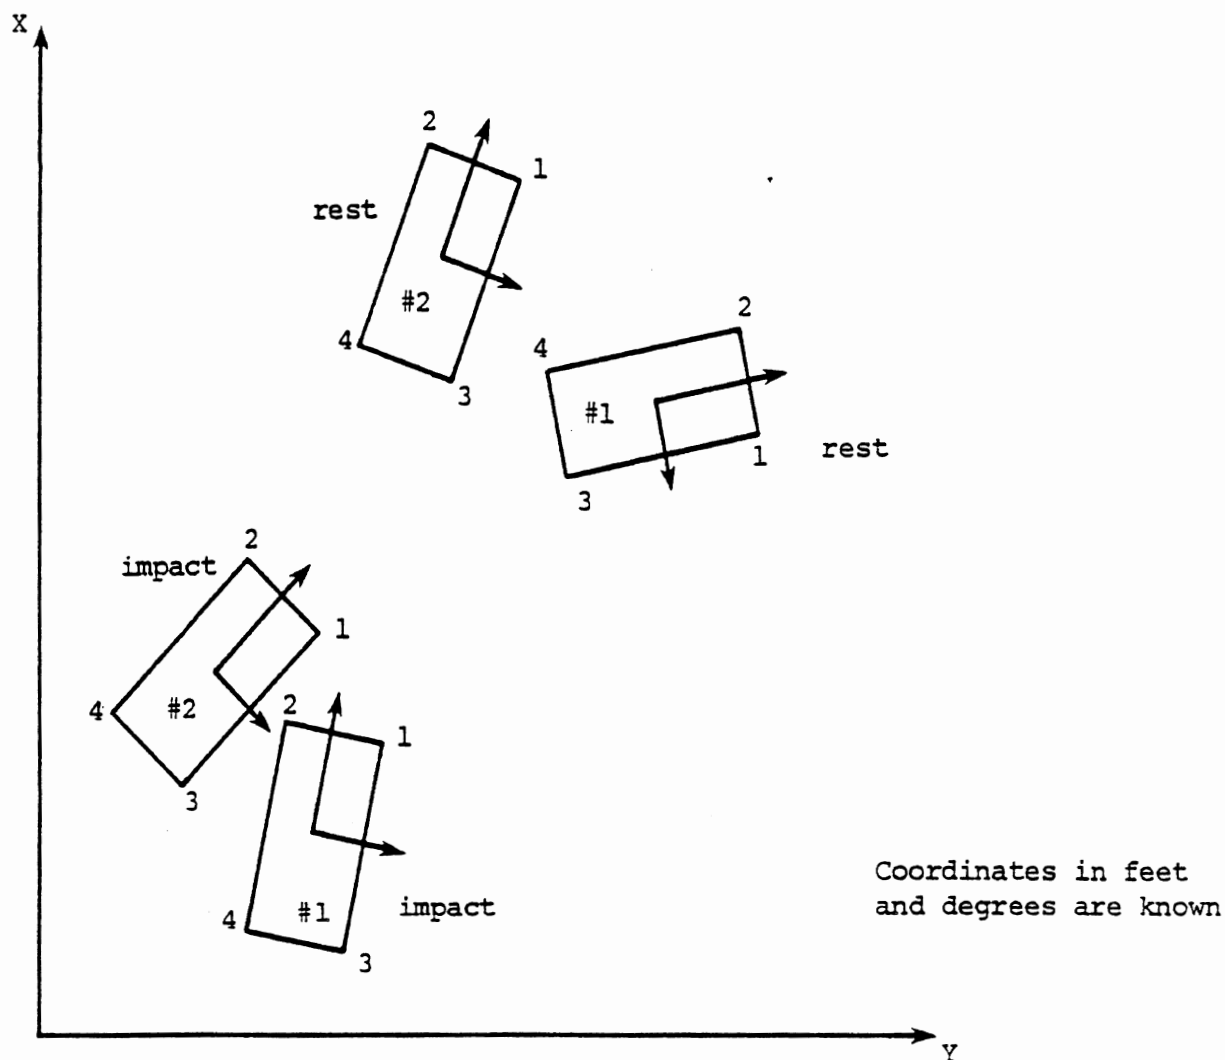 X
2
1
rest
#2
4
3
2
4
#1
1
rest
3
2
impact
1
#2
4
2
1
3
#1
impact
4
3
Coordinates in feet
and degrees are known
Y